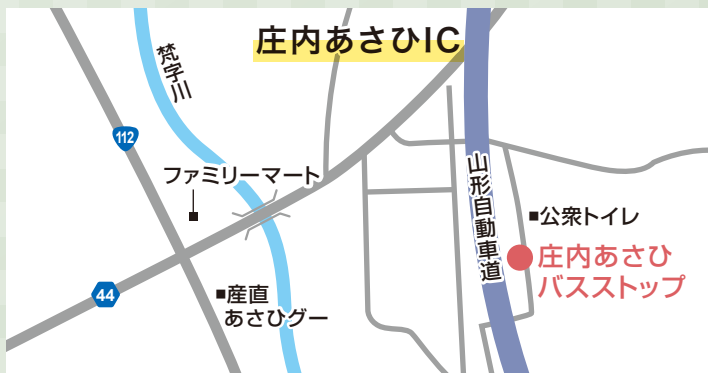 庄内あさひIC
梵字川
112
ファミリーマート
山形自動車道
■公衆トイレ
庄内あさひ
バスストップ
44
■産直
あさひグー